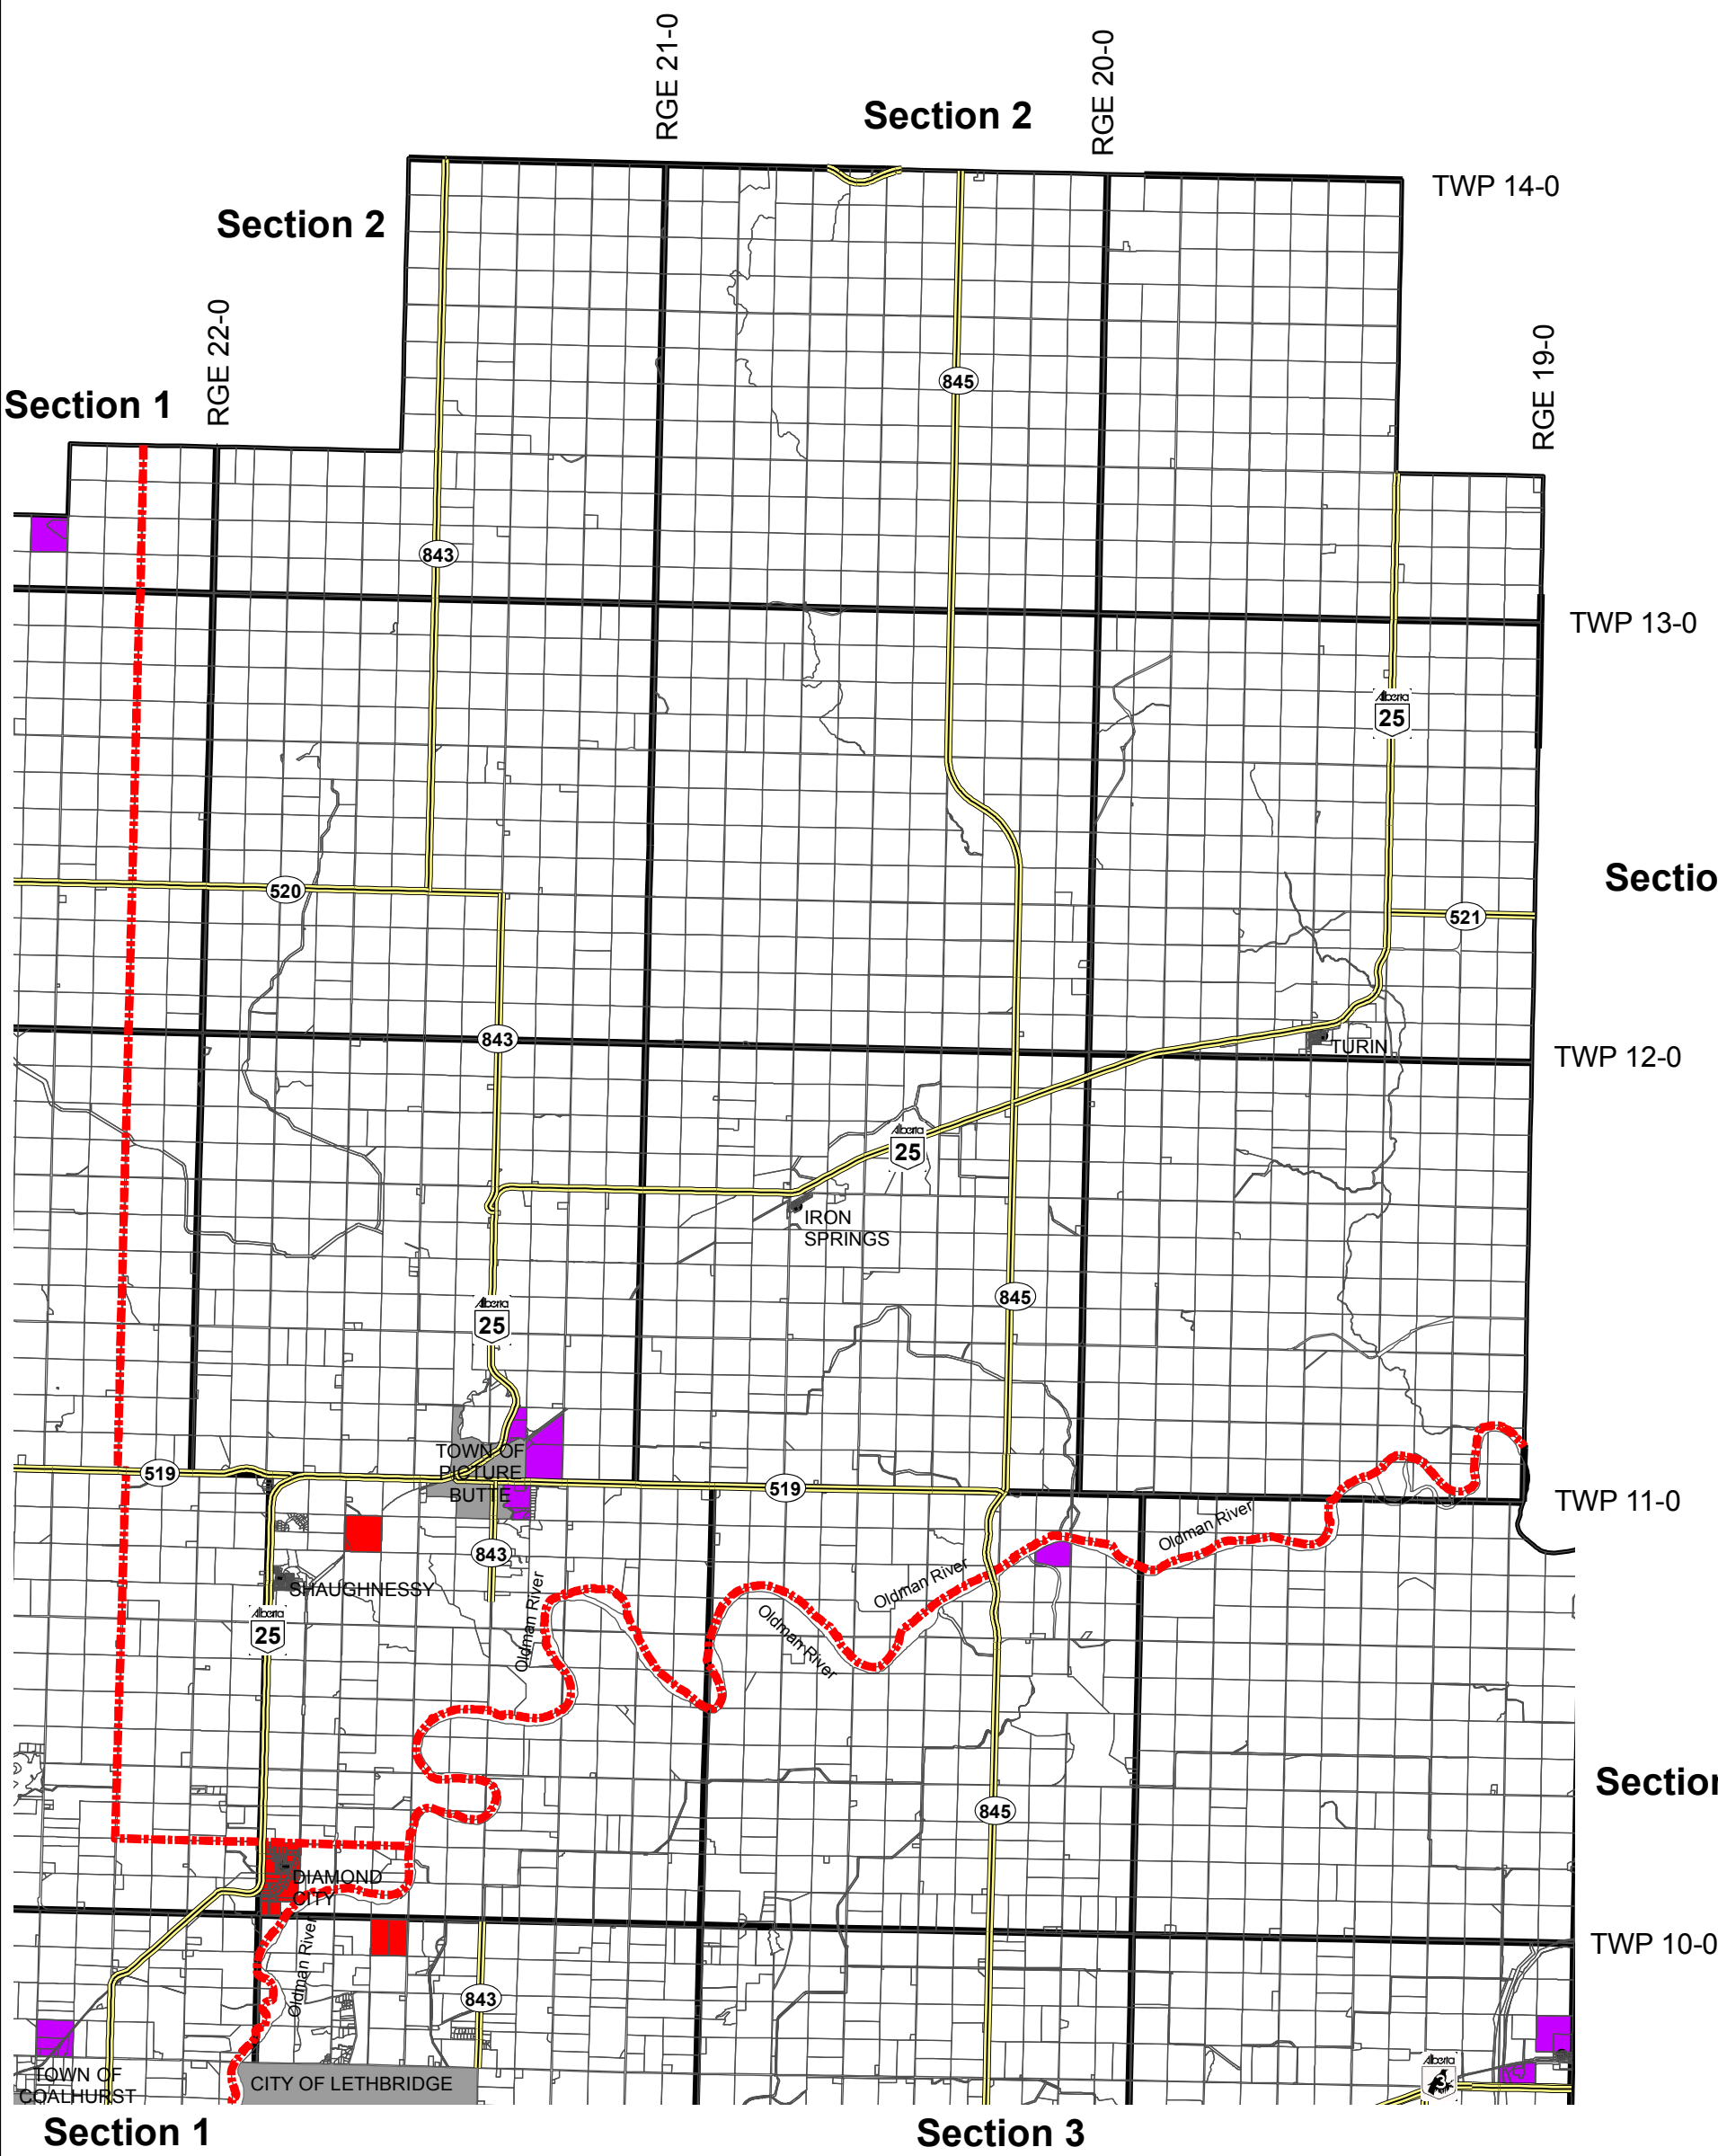 RGE 21-0
RGE 20-0
Section 2
TWP 14-0
Section 2
RGE 22-0
RGE 19-0
Section 1
845
843
TWP 13-0
Alberta
25
Sectio
520
521
843
TURIN
TWP 12-0
Alberta
25
IRON
SPRINGS
845
Alberta
25
TOWN OF
PICTURE
BUTTE
519
519
TWP 11-0
Oldman River
843
Oldman River
SHAUGHNESSY
Oldman River
Oldman River
Alberta
25
Section
845
DIAMOND
CITY
Oldman River
TWP 10-0
843
Alberta
3
TOWN OF
COALHURST
CITY OF LETHBRIDGE
Section 1
Section 3